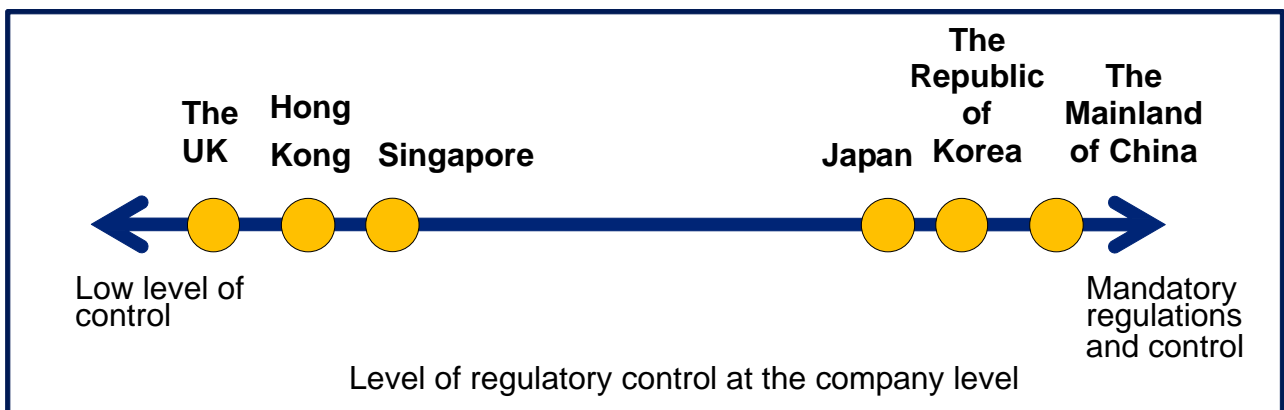 The
UK
Hong
Kong
Singapore
Japan
The
Republic
of
Korea
The
Mainland
of China
Low level of
control
Mandatory
regulations
and control
Level of regulatory control at the company level